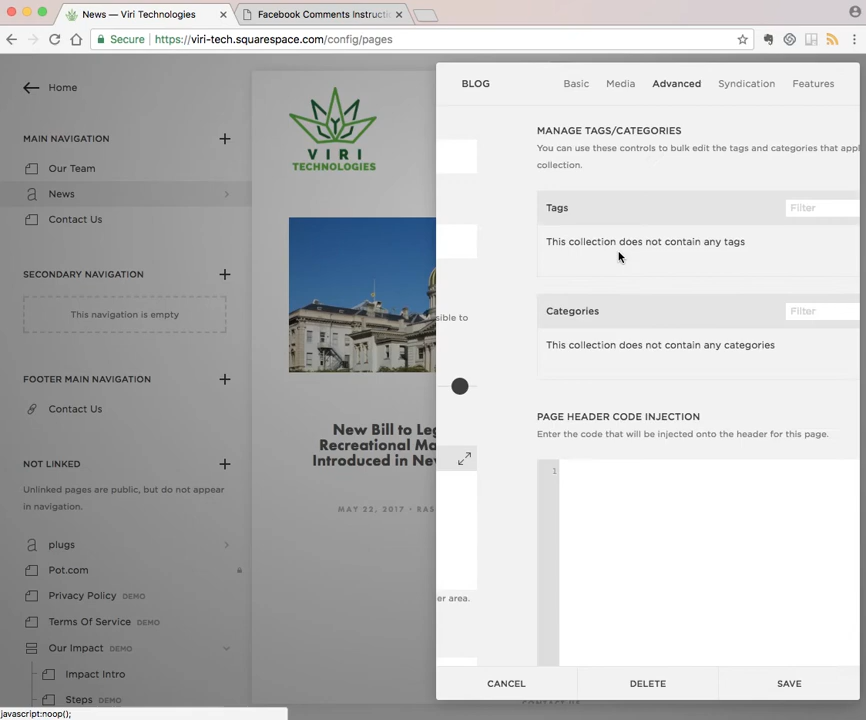 News — Viri Technologies
Facebook Comments Instructi
Secure
https://viri-tech.squarespace.com/config/pages
Home
MAIN NAVIGATION
Our Team
News
Contact Us
SECONDARY NAVIGATION
This navigation is empty
FOOTER MAIN NAVIGATION
Contact Us
NOT LINKED
Unlinked pages are public, but do not appear
in navigation.
plugs
Pot.com
Privacy Policy DEMO
Terms Of Service DEMO
Our Impact DEMO
Impact Intro
Steps DEMO
javascript:noop();
VIRI
TECHNOLOGIES
New Bill to Leg
Recreational Ma
Introduced in Nev
MAY 22, 2017 • RAS
BLOG
Basic
Media
Advanced
Syndication
Features
sible to
er area.
MANAGE TAGS/CATEGORIES
You can use these controls to bulk edit the tags and categories that appl
collection.
Tags
Filter
This collection does not contain any tags
Categories
Filter
This collection does not contain any categories
PAGE HEADER CODE INJECTION
Enter the code that will be injected onto the header for this page.
1
CANCEL
DELETE
SAVE